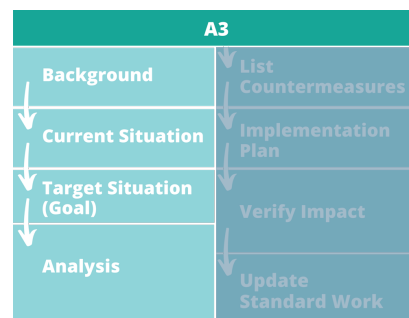 A3
Background
Current Situation
Target Situation
(Goal)
Analysis
List
Countermeasures
Implementation
Plan
Verify Impact
Update
Standard Work